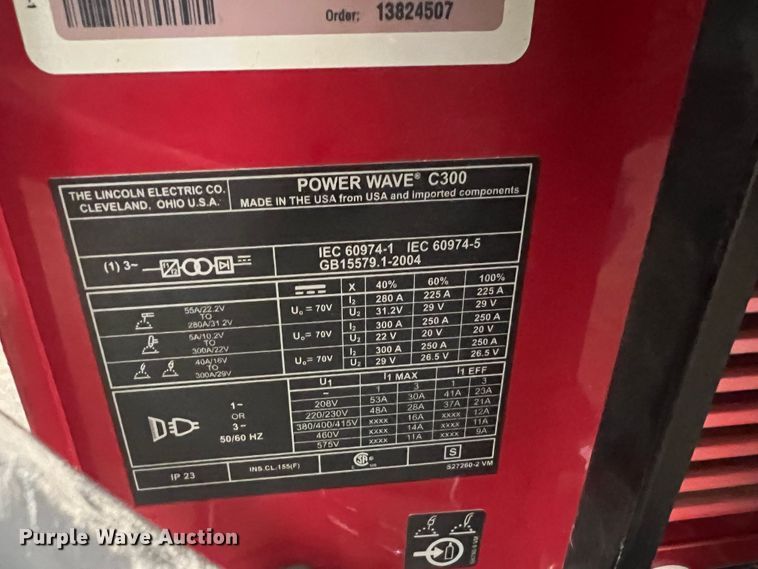 Order: 13824507
THE LINCOLN ELECTRIC CO.
CLEVELAND, OHIO U.S.A.
POWER WAVE® C300
MADE IN THE USA from USA and imported components
(1) 3~
IEC 60974-1 IEC 60974-5
GB15579.1-2004
X 40% 60% 100%
55A/22.2V TO 280A/31.2V
U₀= 70V
I₂ 280 A 225 A 225 A
U₂ 31.2V 29 V 29 V
5A/10.2V TO 300A/22V
U₀= 70V
I₂ 300 A 250 A 250 A
U₂ 22 V 20 V 20 V
40A/16V TO 300A/29V
U₀= 70V
I₂ 300 A 250 A 250 A
U₂ 29 V 26.5 V 26.5 V
1~
OR
3~
50/60 HZ
U1 I1 MAX I1 EFF
~ 1 3 1 3
208V 53A 30A 41A 23A
220/230V 48A 28A 37A 21A
380/400/415V xxxx 16A xxxx 12A
460V xxxx 14A xxxx 11A
575V xxxx 11A xxxx 9A
IP 23
INS.CL.155(F)
S
S27260-2 VM
Purple Wave Auction